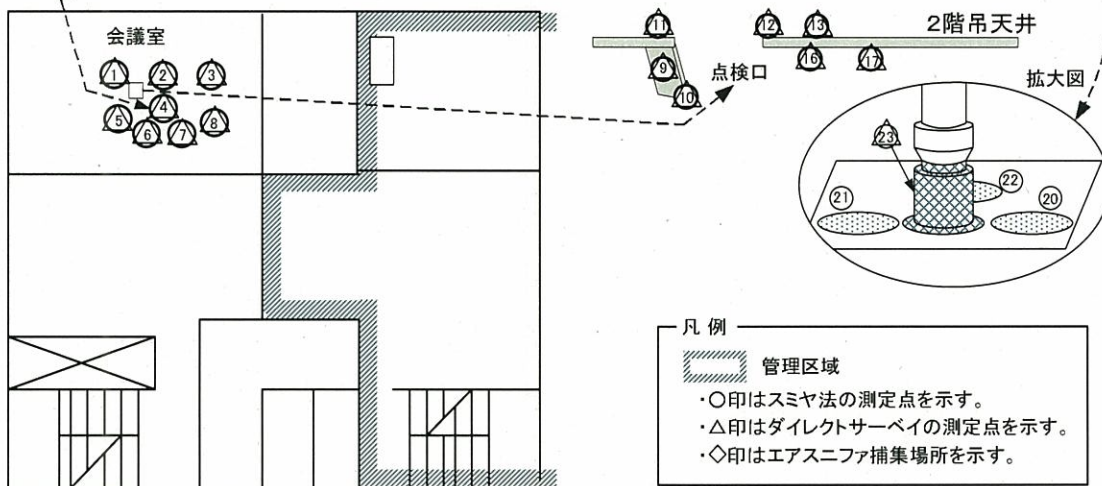 会議室
① ② ③
④
⑤ ⑥ ⑦ ⑧
⑪ ⑫ ⑬ 2階吊天井
⑨ ⑯ ⑰
⑩ 点検口
拡大図
㉓
㉑ ㉒ ⑳
凡例
管理区域
・○印はスミヤ法の測定点を示す。
・△印はダイレクトサーベイの測定点を示す。
・◇印はエアスニファ捕集場所を示す。